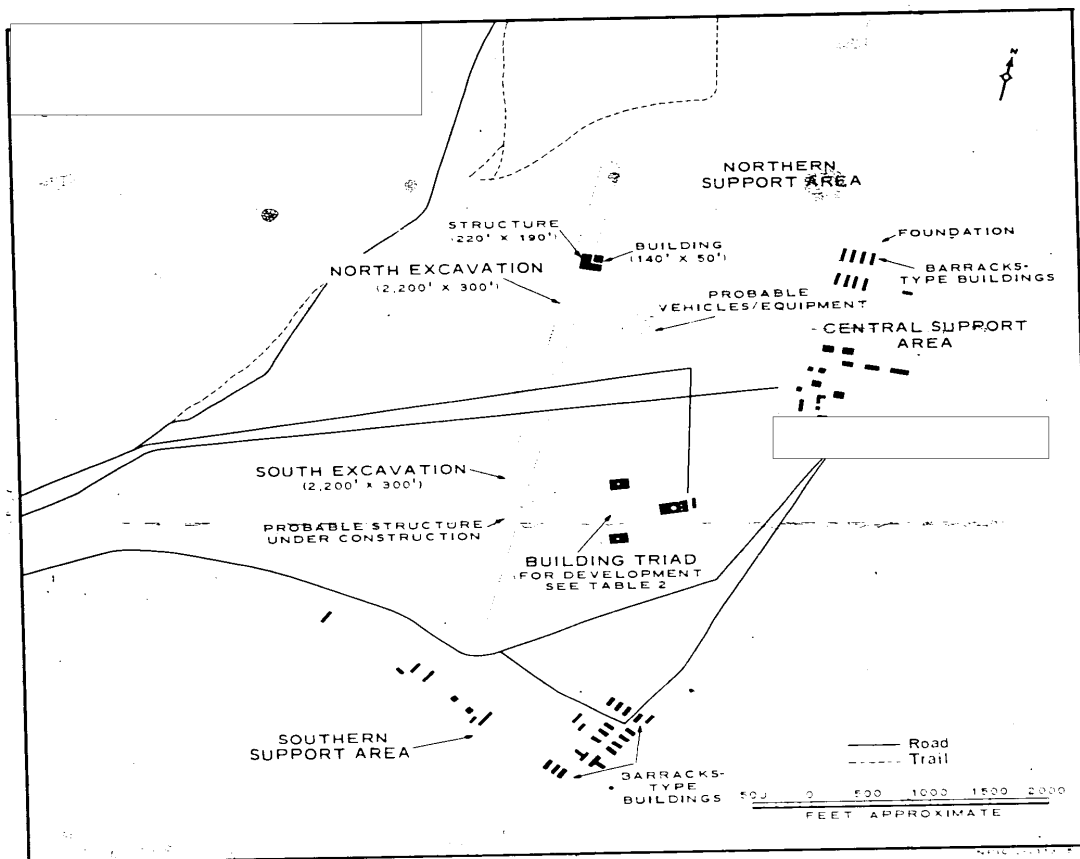 N
NORTHERN
SUPPORT AREA
STRUCTURE
(220' X 190')
BUILDING
(140' X 50')
FOUNDATION
BARRACKS-
TYPE BUILDINGS
NORTH EXCAVATION
(2,200' X 300')
PROBABLE
VEHICLES/EQUIPMENT
CENTRAL SUPPORT
AREA
SOUTH EXCAVATION
(2,200' X 300')
PROBABLE STRUCTURE
UNDER CONSTRUCTION
BUILDING TRIAD
FOR DEVELOPMENT
SEE TABLE 2
SOUTHERN
SUPPORT AREA
BARRACKS-
TYPE
BUILDINGS
Road
Trail
500 0 500 1000 1500 2000
FEET APPROXIMATE